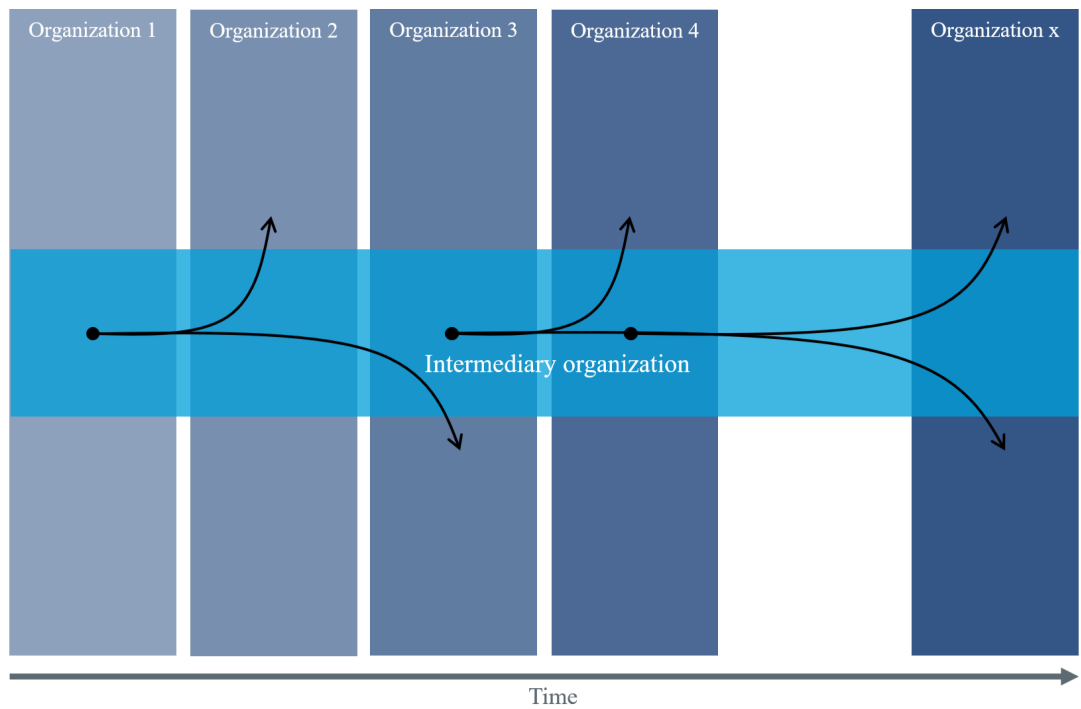 Organization 1
Organization 2
Organization 3
Organization 4
Organization x
Intermediary organization
Time